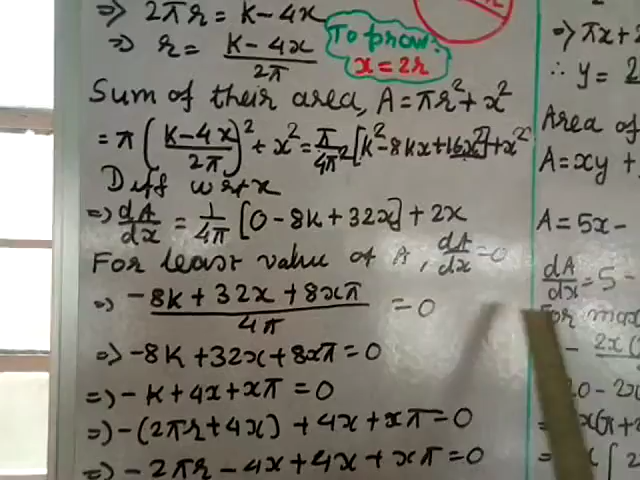 ⇒ 2πr = K - 4x
⇒ r = (K - 4x)/2π
To prove:
x = 2r
Sum of their area, A = πr² + x²
= π((K - 4x)/2π)² + x² = π/4π² [K² - 8Kx + 16x²] + x²
Diff w r t x
⇒ dA/dx = 1/4π [0 - 8K + 32x] + 2x
For least value of A, dA/dx = 0
⇒ (-8K + 32x + 8xπ)/4π = 0
⇒ -8K + 32x + 8xπ = 0
⇒ -K + 4x + xπ = 0
⇒ -(2πr + 4x) + 4x + xπ = 0
⇒ -2πr - 4x + 4x + xπ = 0
⇒ πx + 2
∴ y =
Area of
A = xy +
A = 5x -
dA/dx = 5 -
For max